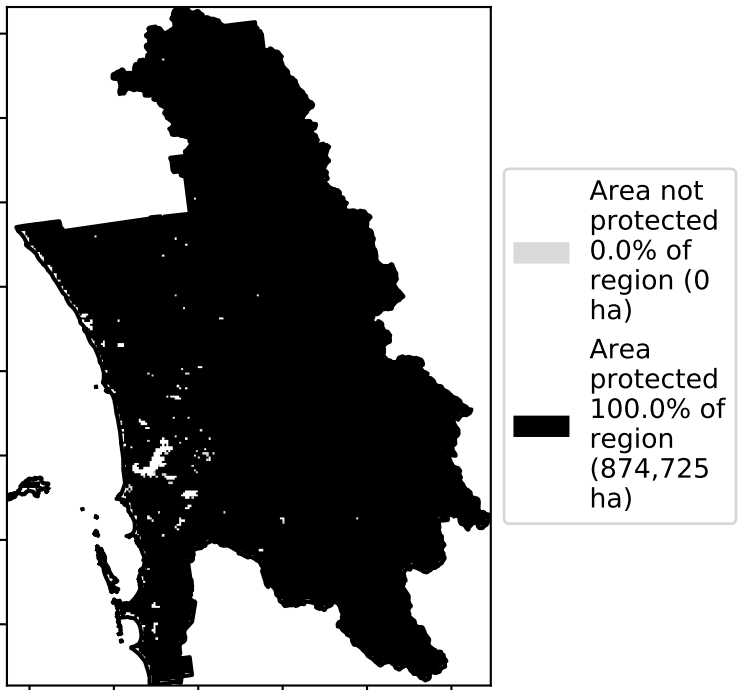 Area not
protected
0.0% of
region (0
ha)
Area
protected
100.0% of
region
(874,725
ha)